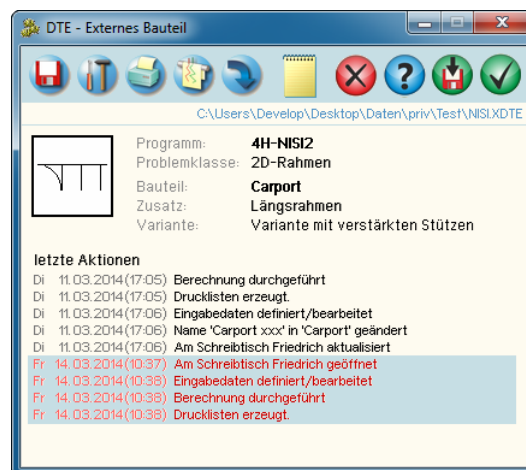 DTE - Externes Bauteil
C:\Users\Develop\Desktop\Daten\priv\Test\NISI.XDTE
Programm: 4H-NISI2
Problemklasse: 2D-Rahmen
Bauteil: Carport
Zusatz: Längsrahmen
Variante: Variante mit verstärkten Stützen
letzte Aktionen
Di 11.03.2014 (17:05) Berechnung durchgeführt
Di 11.03.2014 (17:05) Drucklisten erzeugt.
Di 11.03.2014 (17:06) Eingabedaten definiert/bearbeitet
Di 11.03.2014 (17:06) Name 'Carport xxx' in 'Carport' geändert
Di 11.03.2014 (17:06) Am Schreibtisch Friedrich aktualisiert
Fr 14.03.2014 (10:37) Am Schreibtisch Friedrich geöffnet
Fr 14.03.2014 (10:38) Eingabedaten definiert/bearbeitet
Fr 14.03.2014 (10:38) Berechnung durchgeführt
Fr 14.03.2014 (10:38) Drucklisten erzeugt.